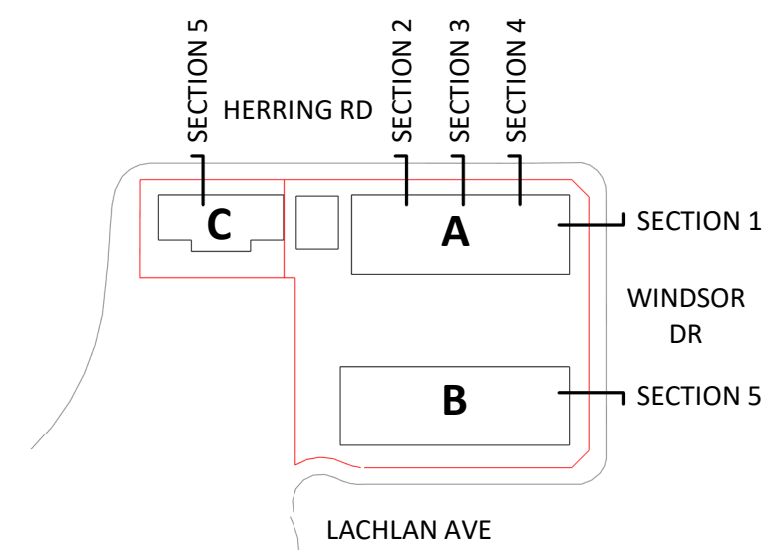 SECTION 5
HERRING RD
SECTION 2
SECTION 3
SECTION 4
C
A
SECTION 1
WINDSOR
DR
B
SECTION 5
LACHLAN AVE